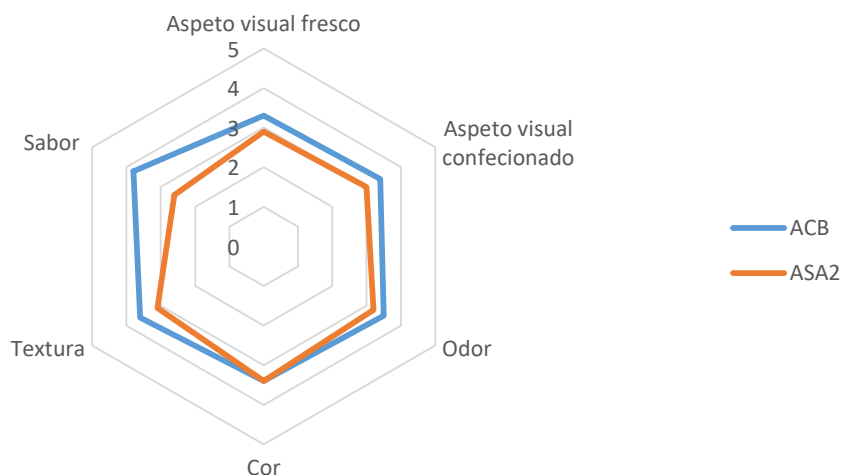 Aspeto visual fresco
5
4
3
2
1
0
Aspeto visual
confecionado
Odor
Cor
Textura
Sabor
ACB
ASA2